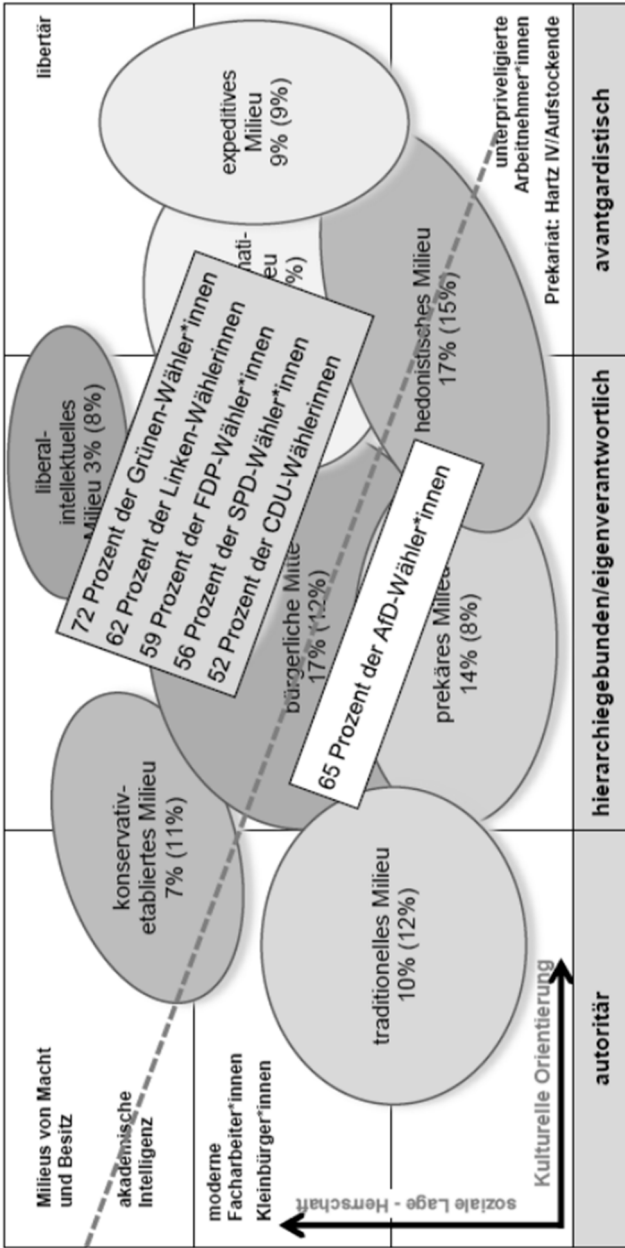 Milieus von Macht
und Besitz
akademische
Intelligenz
libertär
liberal-
intellektuelles
Milieu 3% (8%)
konservativ-
etabliertes Milieu
7% (11%)
expeditives
Milieu
9% (9%)
72 Prozent der Grünen-Wähler*innen
62 Prozent der Linken-Wählerinnen
59 Prozent der FDP-Wähler*innen
56 Prozent der SPD-Wähler*innen
52 Prozent der CDU-Wählerinnen
moderne
Facharbeiter*innen
Kleinbürger*innen
bürgerliche Mitte
17% (12%)
65 Prozent der AfD-Wähler*innen
hedonistisches Milieu
17% (15%)
traditionelles Milieu
10% (12%)
prekäres Milieu
14% (8%)
unterpriveligierte
Arbeitnehmer*innen
Prekariat: Hartz IV/Aufstockende
soziale Lage - Herrschaft
Kulturelle Orientierung
autoritär
hierarchiegebunden/eigenverantwortlich
avantgardistisch